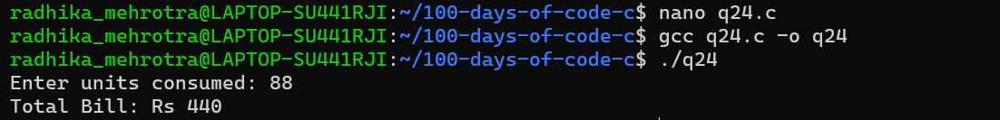 radhika_mehrotra@LAPTOP-SU441RJI:~/100-days-of-code-c$ nano q24.c
radhika_mehrotra@LAPTOP-SU441RJI:~/100-days-of-code-c$ gcc q24.c -o q24
radhika_mehrotra@LAPTOP-SU441RJI:~/100-days-of-code-c$ ./q24
Enter units consumed: 88
Total Bill: Rs 440